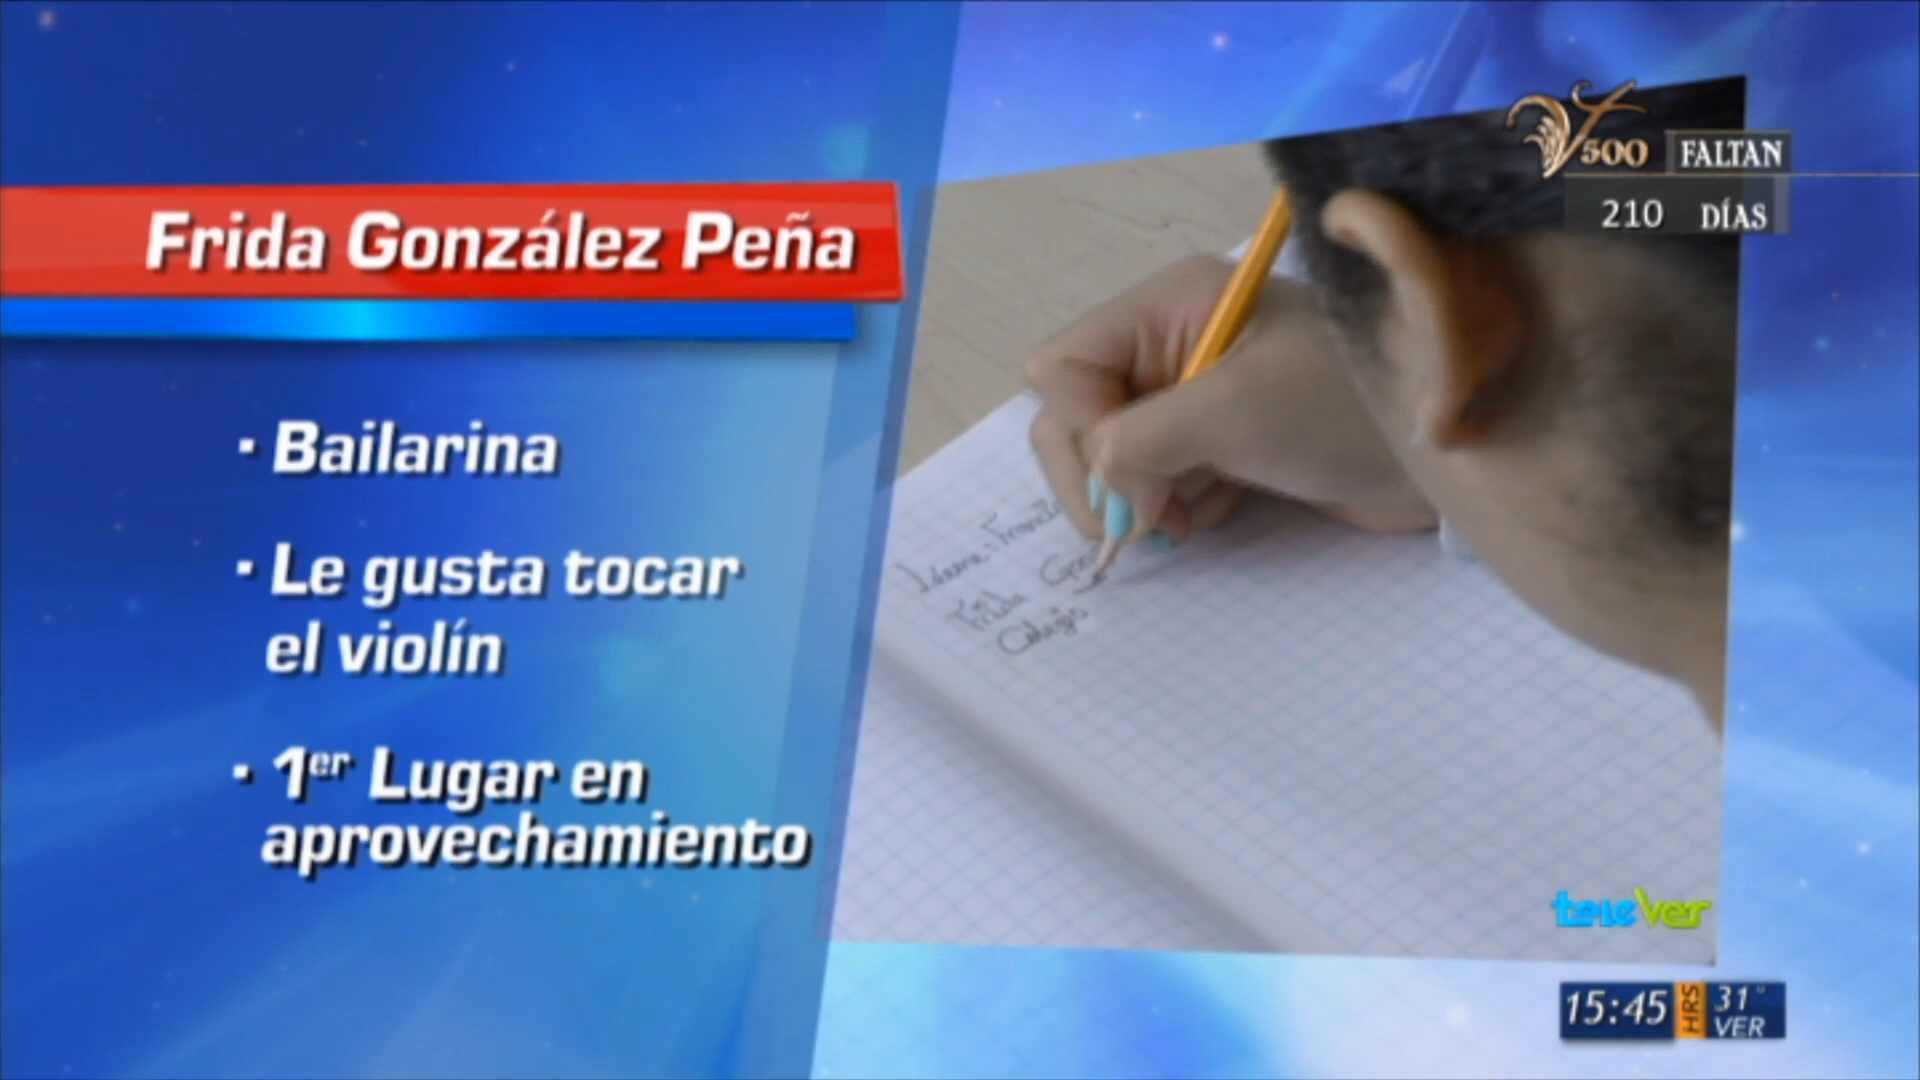 Frida González Peña
· Bailarina
· Le gusta tocar
el violín
· 1er Lugar en
aprovechamiento
V500 FALTAN
210 DÍAS
Frida
Colegio
teleVer
15:45 HRS 31°
VER